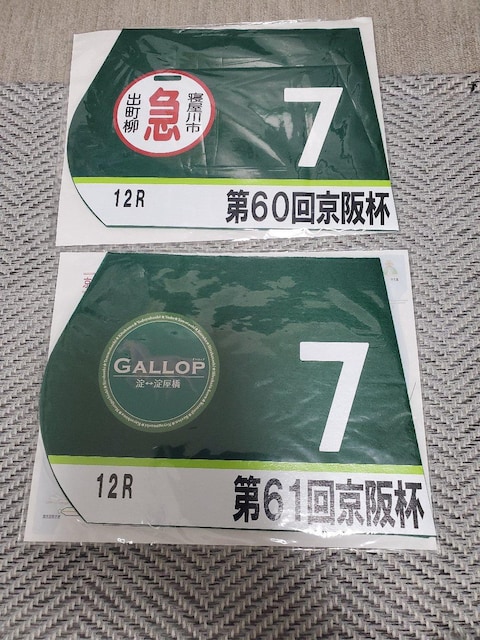 出町柳
急
寝屋川市
7
12R
第60回京阪杯
GALLOP
淀↔淀屋橋
7
12R
第61回京阪杯